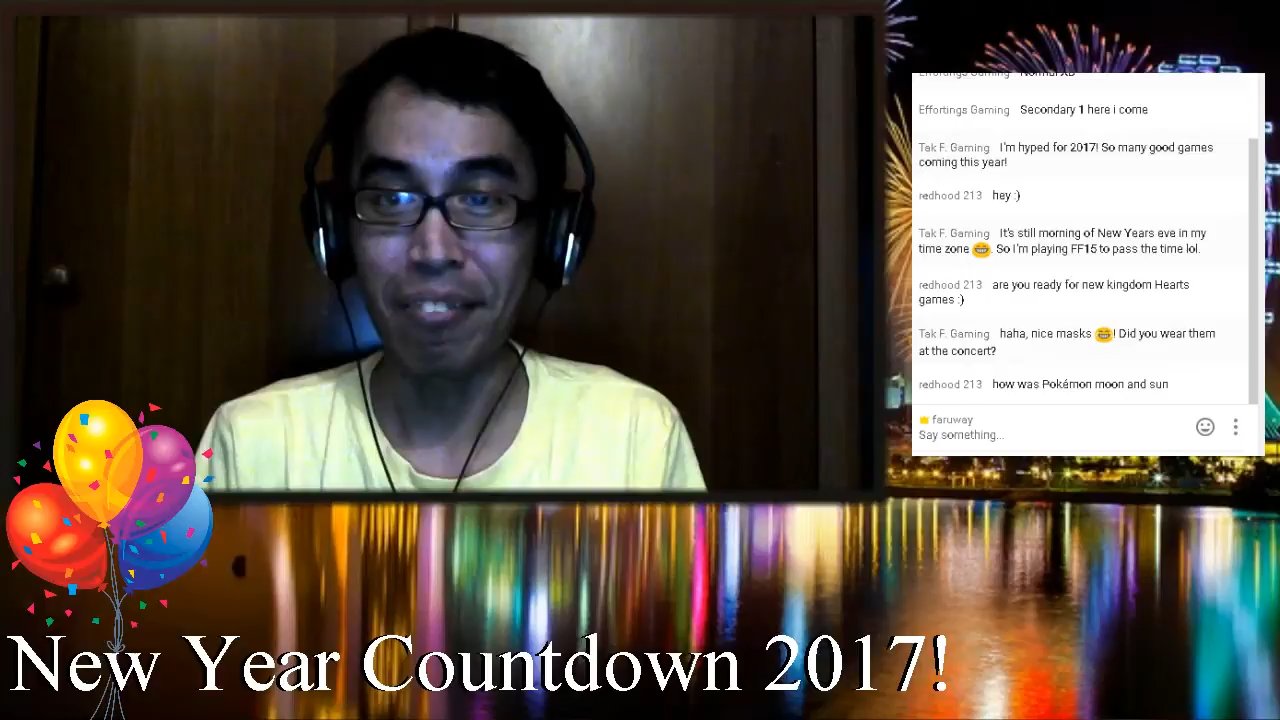 Effortings Gaming Normal XD
Effortings Gaming Secondary 1 here i come
Tak F. Gaming I'm hyped for 2017! So many good games
coming this year!
redhood 213 hey :)
Tak F. Gaming It's still morning of New Years eve in my
time zone 😁. So I'm playing FF15 to pass the time lol.
redhood 213 are you ready for new kingdom Hearts
games :)
Tak F. Gaming haha, nice masks 😁! Did you wear them
at the concert?
redhood 213 how was Pokémon moon and sun
faruway
Say something...
New Year Countdown 2017!